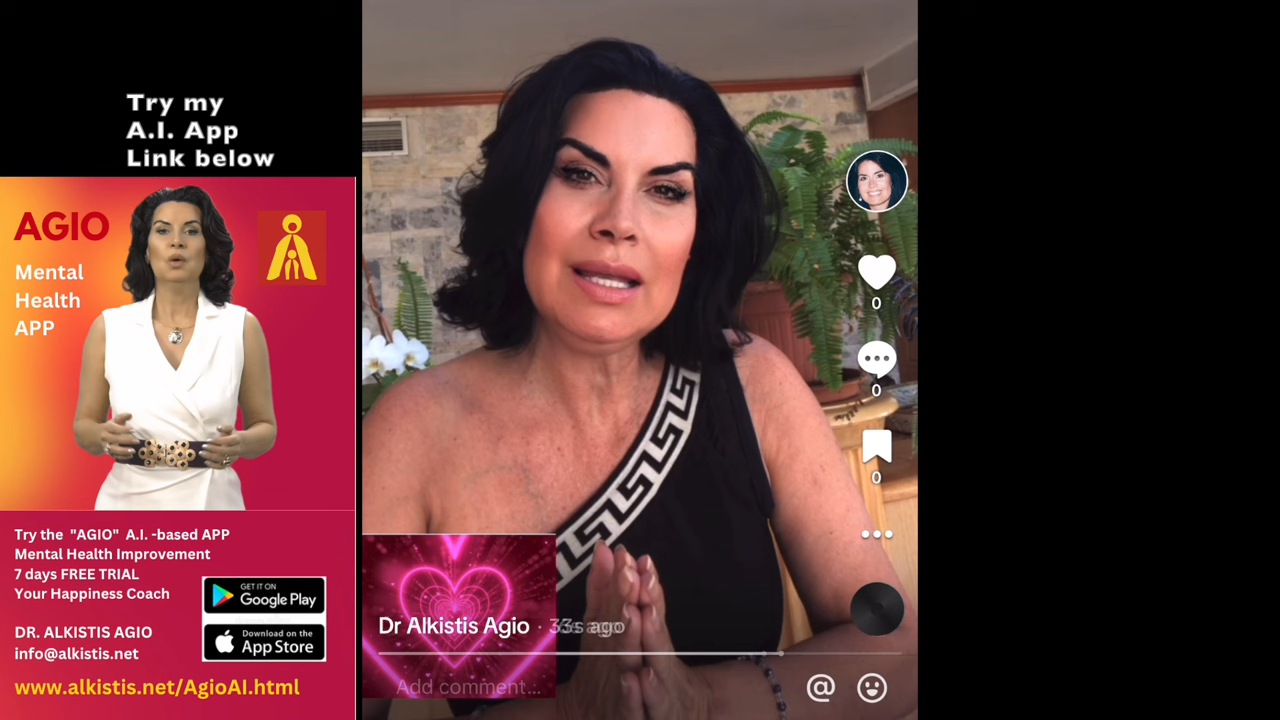 Try my
A.I. App
Link below
AGIO
Mental
Health
APP
Try the "AGIO" A.I. -based APP
Mental Health Improvement
7 days FREE TRIAL
Your Happiness Coach
GET IT ON
Google Play
Download on the
App Store
DR. ALKISTIS AGIO
info@alkistis.net
www.alkistis.net/AgioAI.html
0
0
0
Dr Alkistis Agio · 33s ago
Add comment...
@